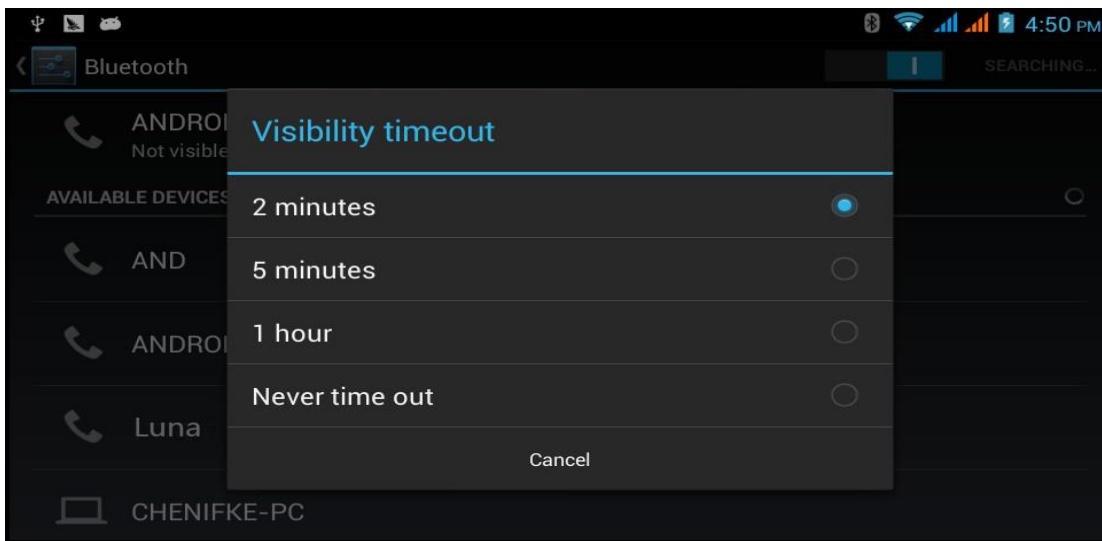 4:50 PM
Bluetooth
SEARCHING...
ANDROI
Not visible
Visibility timeout
AVAILABLE DEVICES
2 minutes
AND
5 minutes
ANDROI
1 hour
Never time out
Luna
Cancel
CHENIFKE-PC